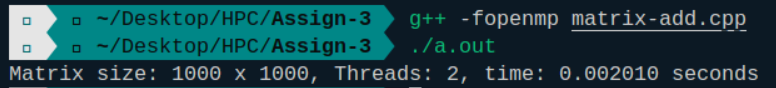 ~/Desktop/HPC/Assign-3 g++ -fopenmp matrix-add.cpp
~/Desktop/HPC/Assign-3 ./a.out
Matrix size: 1000 x 1000, Threads: 2, time: 0.002010 seconds